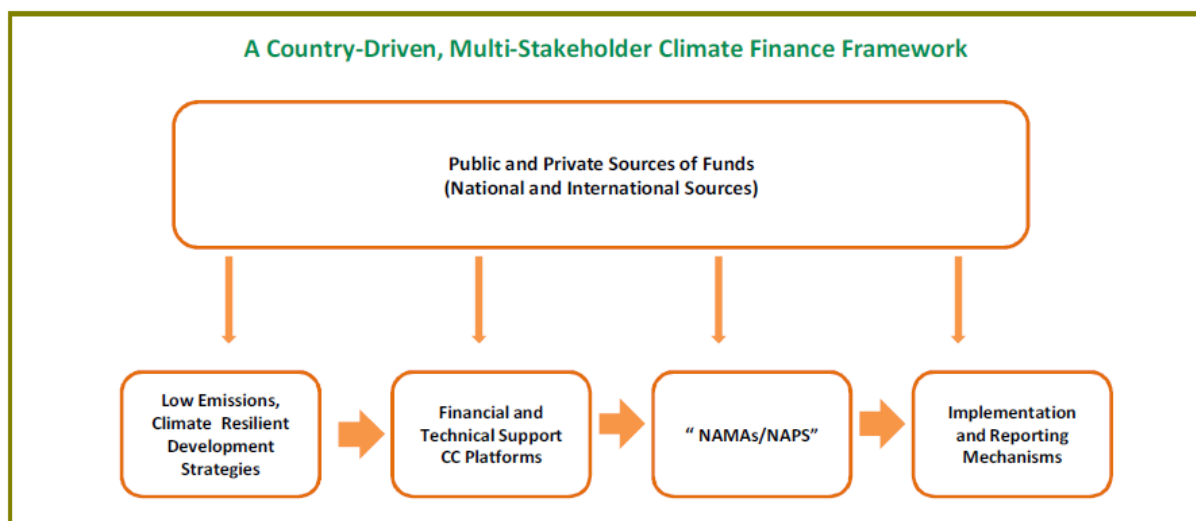 A Country-Driven, Multi-Stakeholder Climate Finance Framework
Public and Private Sources of Funds
(National and International Sources)
Low Emissions,
Climate Resilient
Development
Strategies
Financial and
Technical Support
CC Platforms
“ NAMAs/NAPS”
Implementation
and Reporting
Mechanisms